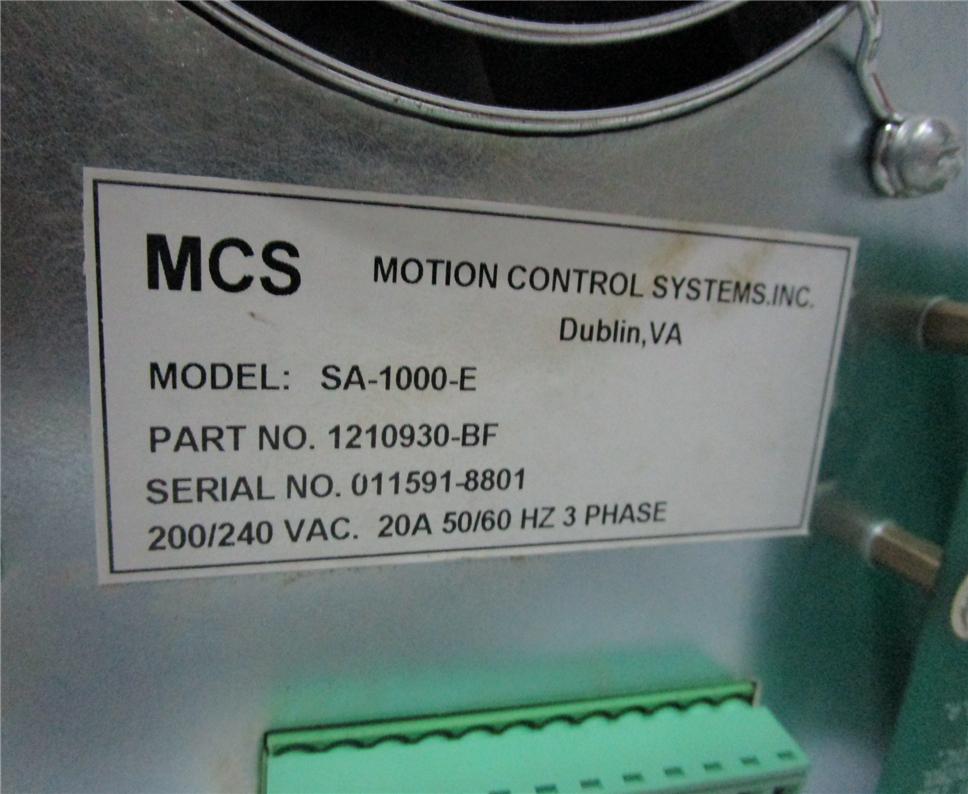 MCS MOTION CONTROL SYSTEMS.INC.
Dublin,VA
MODEL: SA-1000-E
PART NO. 1210930-BF
SERIAL NO. 011591-8801
200/240 VAC. 20A 50/60 HZ 3 PHASE